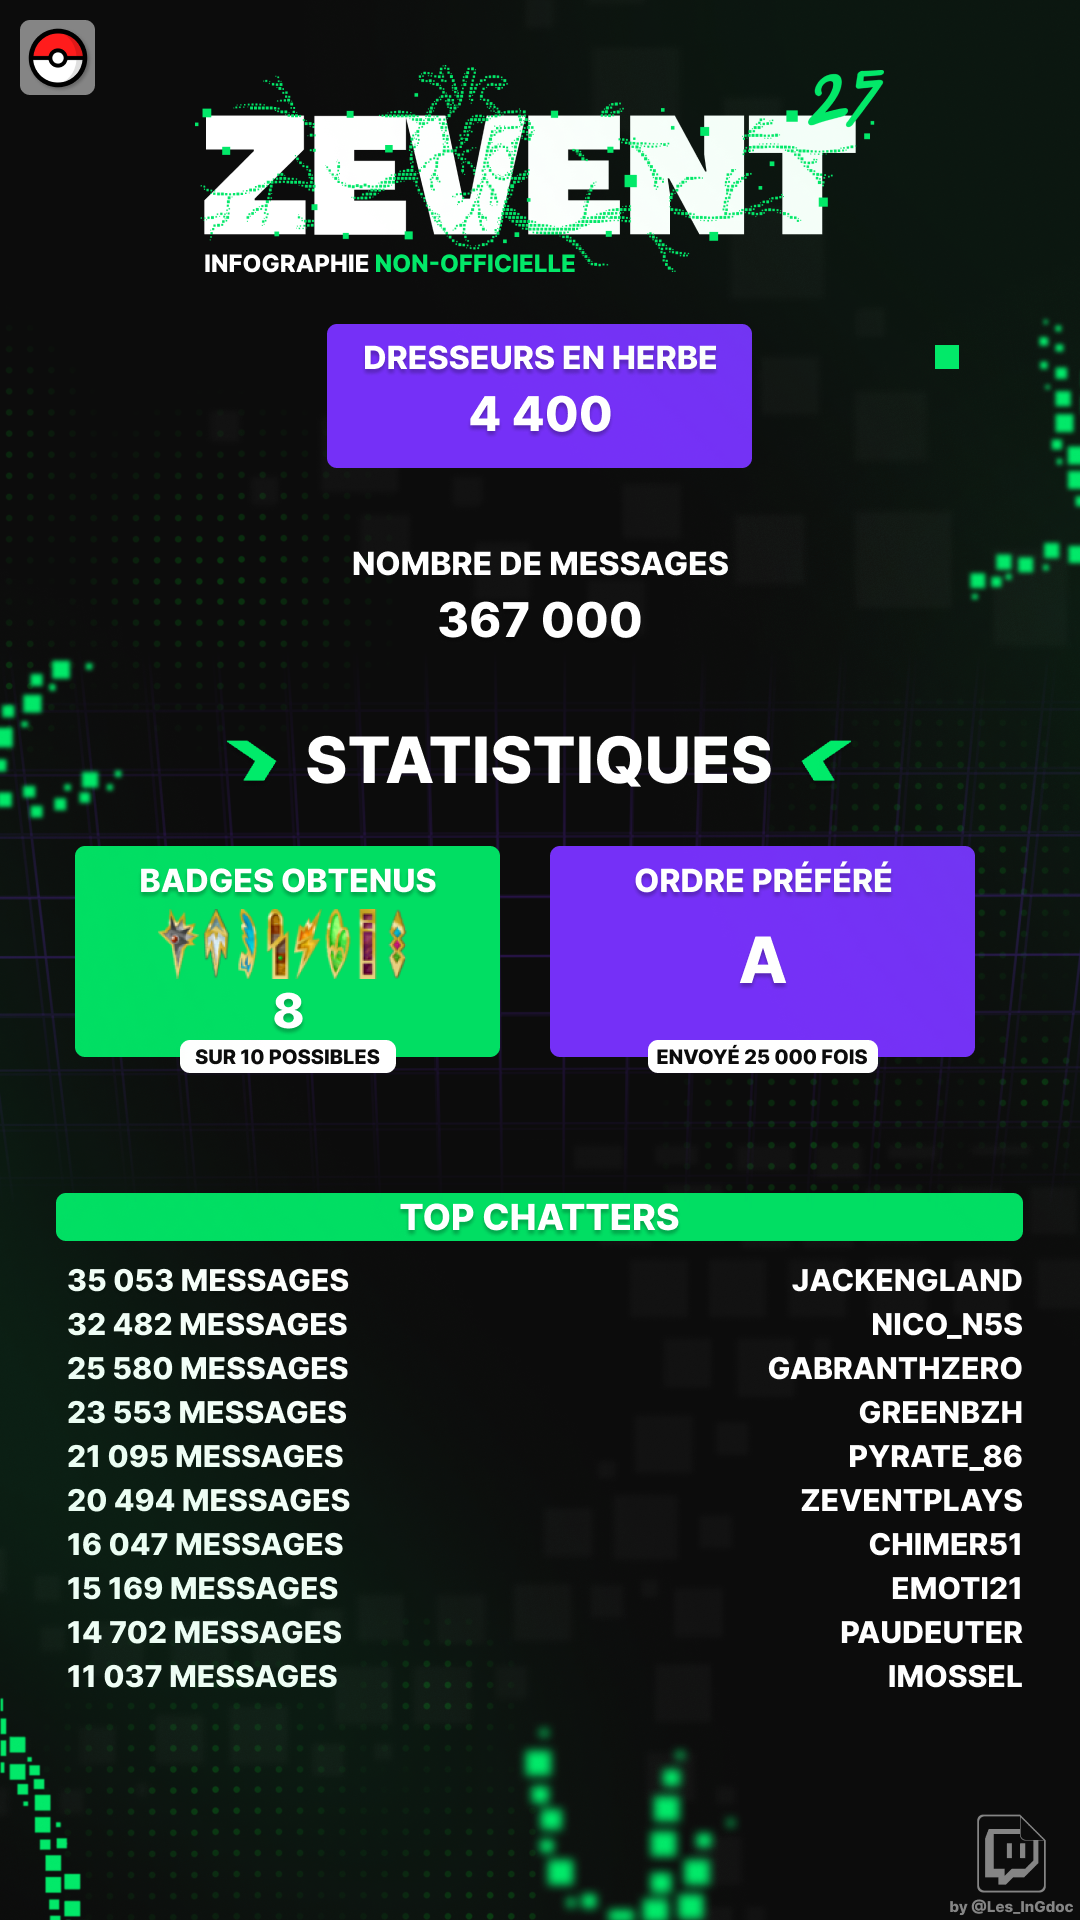 ZEVENT 25
INFOGRAPHIE NON-OFFICIELLE
DRESSEURS EN HERBE
4 400
NOMBRE DE MESSAGES
367 000
STATISTIQUES
BADGES OBTENUS
8
SUR 10 POSSIBLES
ORDRE PRÉFÉRÉ
A
ENVOYÉ 25 000 FOIS
TOP CHATTERS
35 053 MESSAGES JACKENGLAND
32 482 MESSAGES NICO_N5S
25 580 MESSAGES GABRANTHZERO
23 553 MESSAGES GREENBZH
21 095 MESSAGES PYRATE_86
20 494 MESSAGES ZEVENTPLAYS
16 047 MESSAGES CHIMER51
15 169 MESSAGES EMOTI21
14 702 MESSAGES PAUDEUTER
11 037 MESSAGES IMOSSEL
by @Les_InGdoc